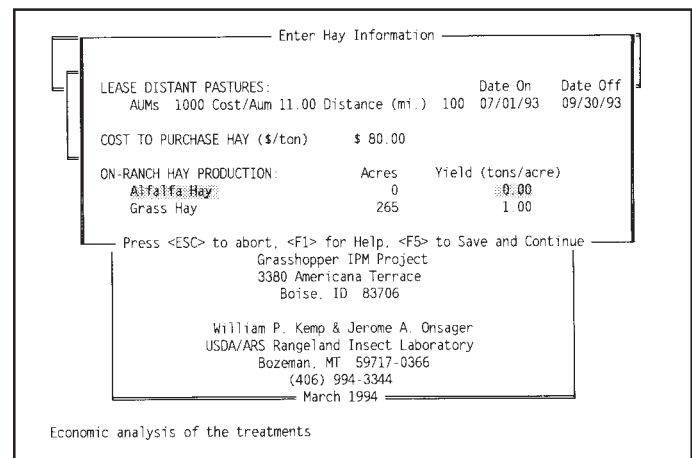 Enter Hay Information
LEASE DISTANT PASTURES: Date On Date Off
AUMs 1000 Cost/Aum 11.00 Distance (mi.) 100 07/01/93 09/30/93
COST TO PURCHASE HAY ($/ton) $ 80.00
ON-RANCH HAY PRODUCTION: Acres Yield (tons/acre)
Alfalfa Hay 0 0.00
Grass Hay 265 1.00
Press <ESC> to abort, <F1> for Help, <F5> to Save and Continue
Grasshopper IPM Project
3380 Americana Terrace
Boise, ID 83706
William P. Kemp & Jerome A. Onsager
USDA/ARS Rangeland Insect Laboratory
Bozeman, MT 59717-0366
(406) 994-3344
March 1994
Economic analysis of the treatments